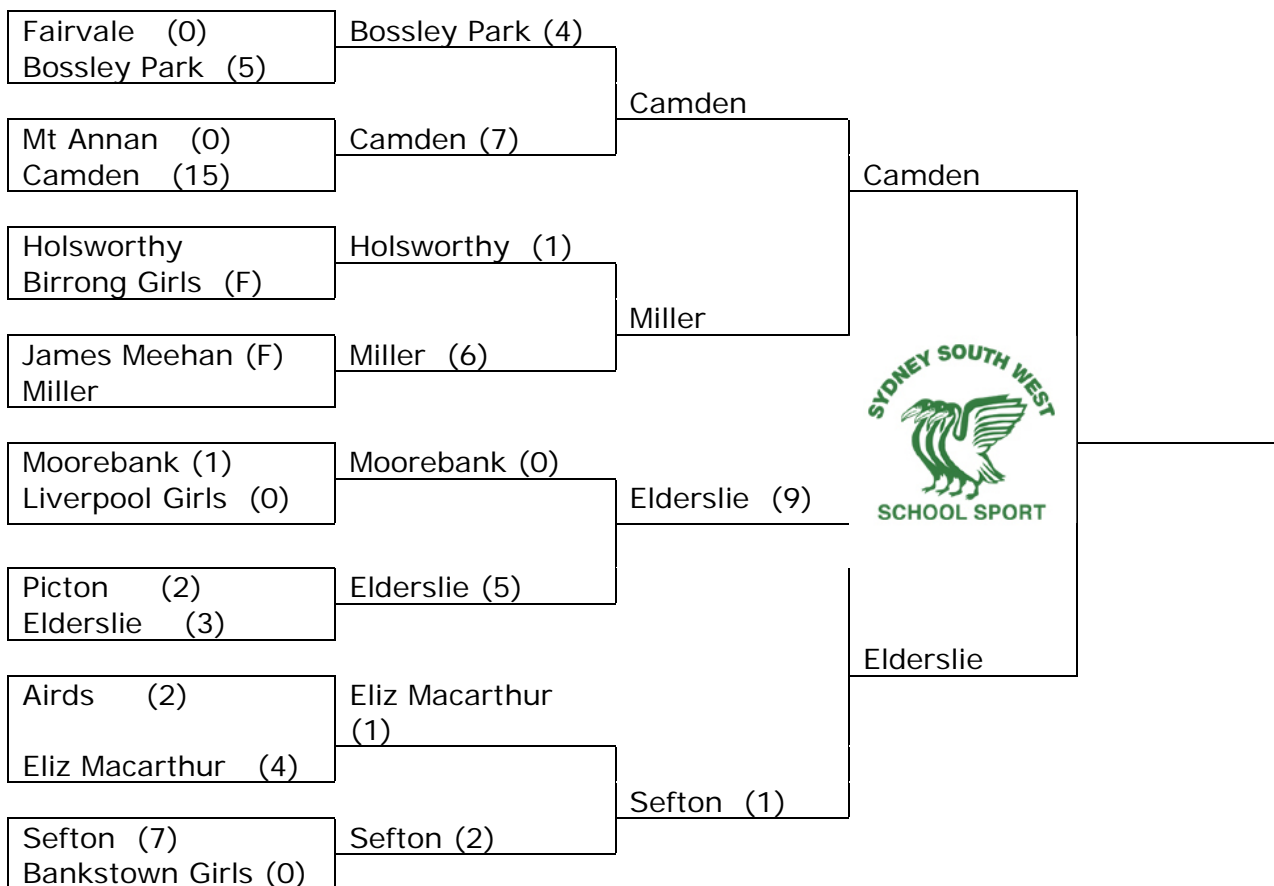 Fairvale (0)
Bossley Park (5)
Mt Annan (0)
Camden (15)
Holsworthy
Birrong Girls (F)
James Meehan (F)
Miller
Moorebank (1)
Liverpool Girls (0)
Picton (2)
Elderslie (3)
Airds (2)
Eliz Macarthur (4)
Sefton (7)
Bankstown Girls (0)
Bossley Park (4)
Camden (7)
Holsworthy (1)
Miller (6)
Moorebank (0)
Elderslie (5)
Eliz Macarthur
(1)
Sefton (2)
Camden
Miller
Elderslie (9)
Sefton (1)
Camden
Elderslie
SYDNEY SOUTH WEST
SCHOOL SPORT